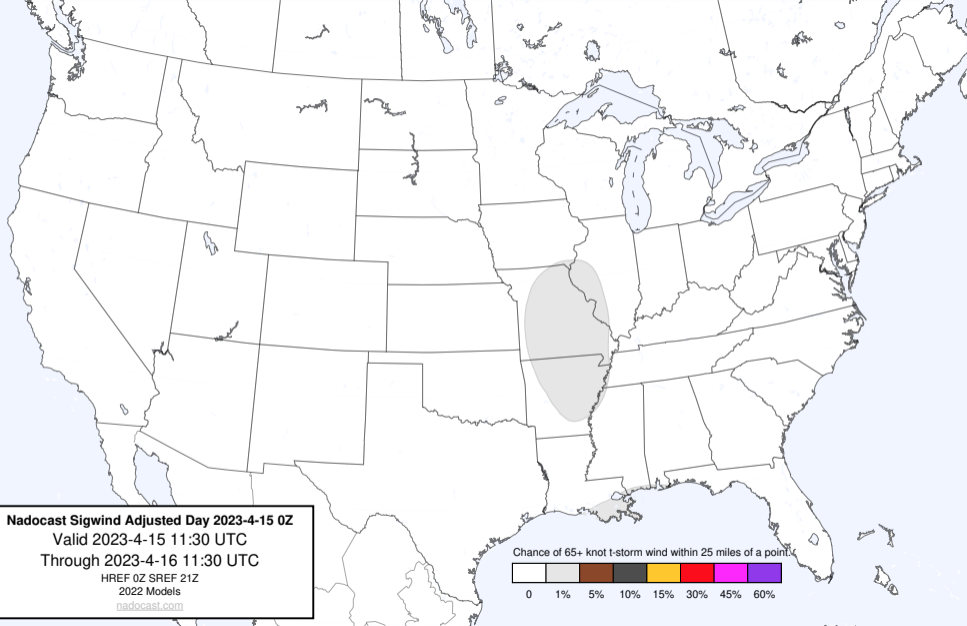 Nadocast Sigwind Adjusted Day 2023-4-15 0Z
Valid 2023-4-15 11:30 UTC
Through 2023-4-16 11:30 UTC
HREF 0Z SREF 21Z
2022 Models
nadocast.com
Chance of 65+ knot t-storm wind within 25 miles of a point.
0 1% 5% 10% 15% 30% 45% 60%